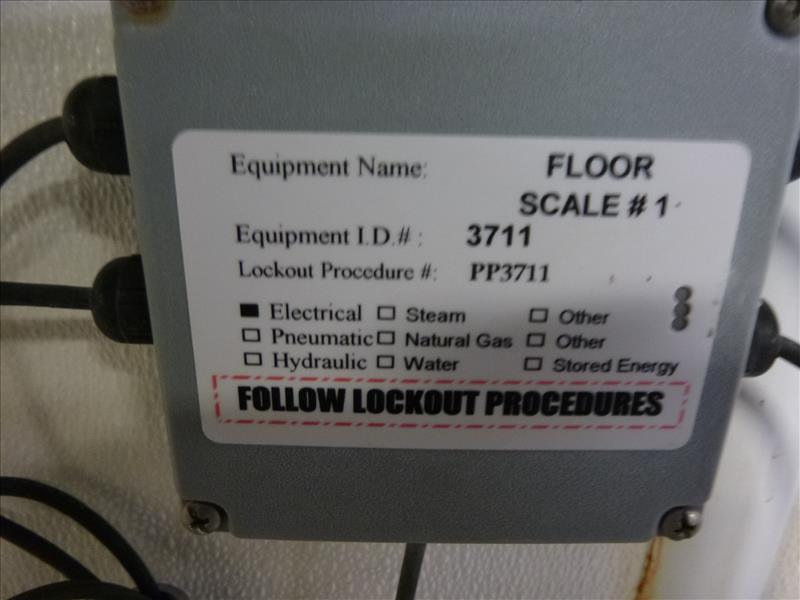 Equipment Name: FLOOR
SCALE # 1
Equipment I.D.# : 3711
Lockout Procedure #: PP3711
■ Electrical □ Steam □ Other
□ Pneumatic □ Natural Gas □ Other
□ Hydraulic □ Water □ Stored Energy
FOLLOW LOCKOUT PROCEDURES